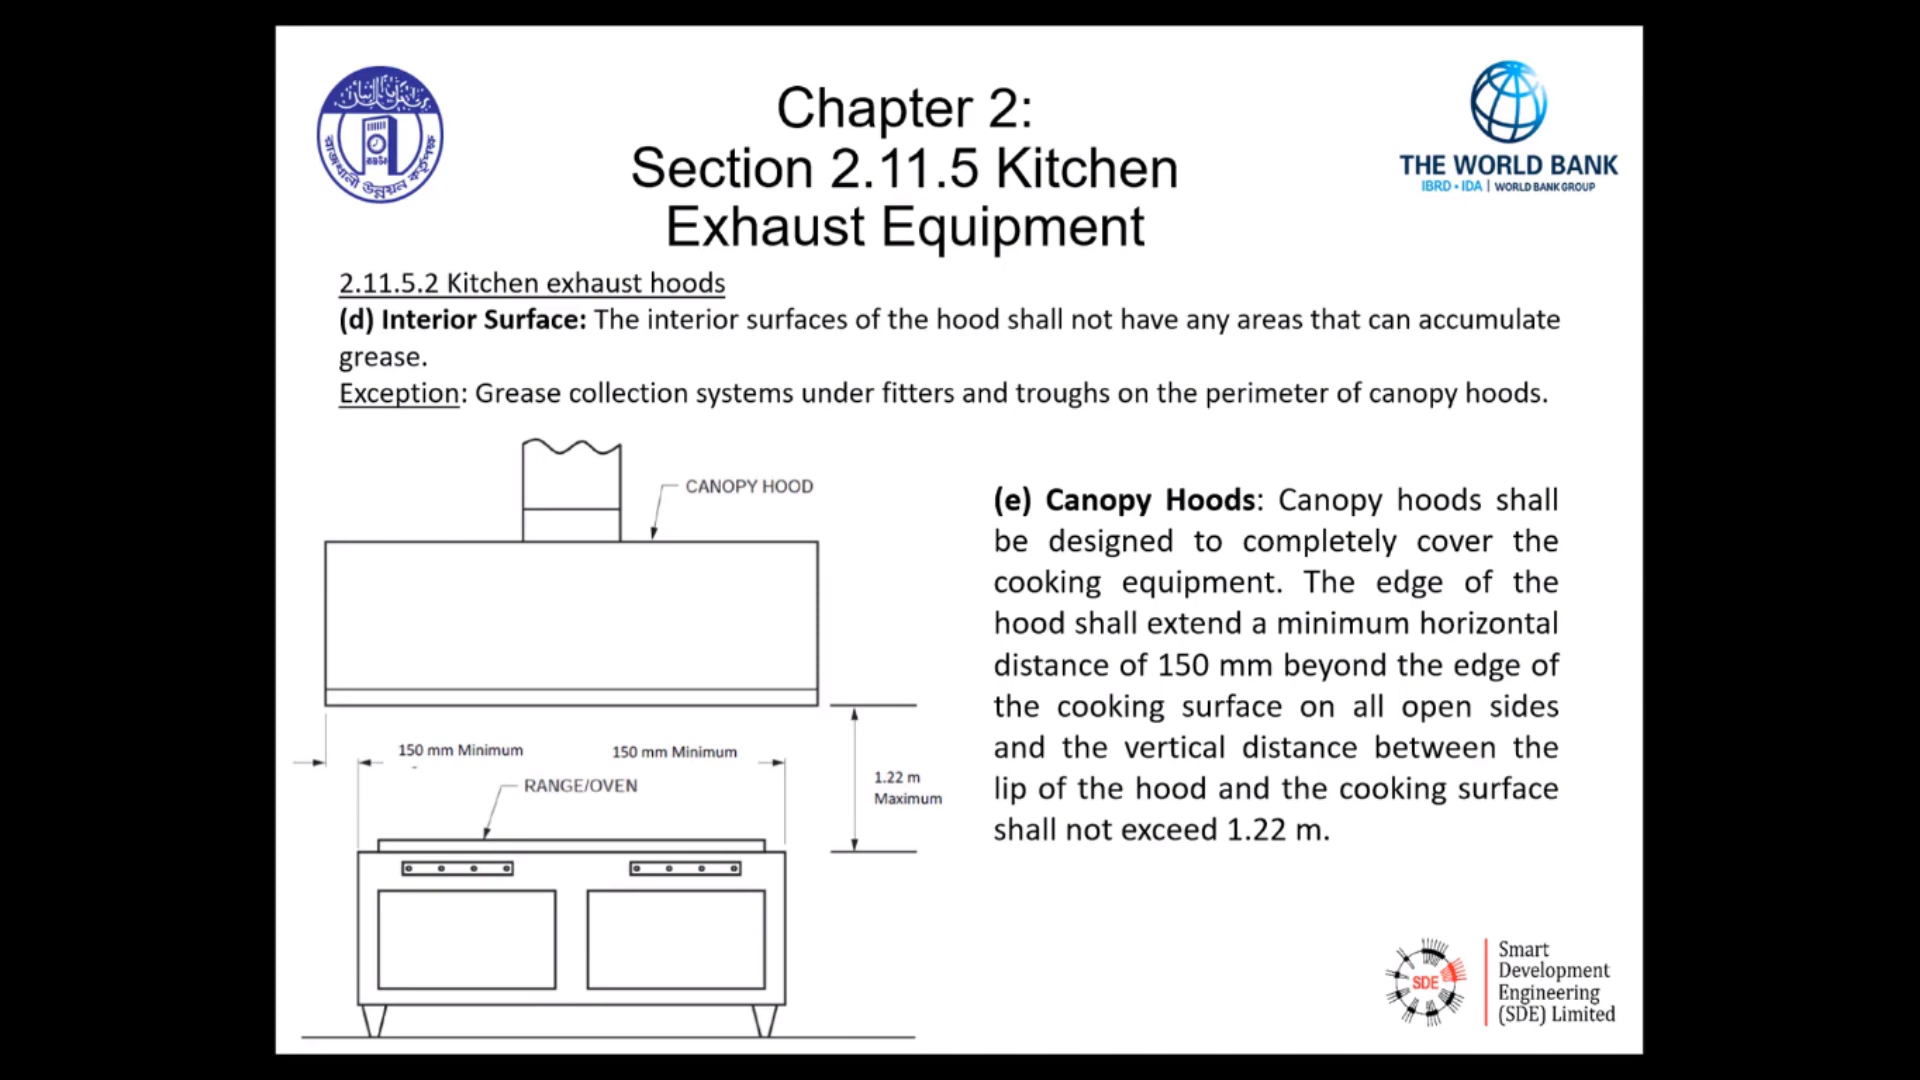 Chapter 2:
Section 2.11.5 Kitchen
Exhaust Equipment
রাজধানী উন্নয়ন কর্তৃপক্ষ
THE WORLD BANK
IBRD • IDA | WORLD BANK GROUP
2.11.5.2 Kitchen exhaust hoods
(d) Interior Surface: The interior surfaces of the hood shall not have any areas that can accumulate
grease.
Exception: Grease collection systems under fitters and troughs on the perimeter of canopy hoods.
CANOPY HOOD
150 mm Minimum
150 mm Minimum
RANGE/OVEN
1.22 m
Maximum
(e) Canopy Hoods: Canopy hoods shall
be designed to completely cover the
cooking equipment. The edge of the
hood shall extend a minimum horizontal
distance of 150 mm beyond the edge of
the cooking surface on all open sides
and the vertical distance between the
lip of the hood and the cooking surface
shall not exceed 1.22 m.
SDE
Smart
Development
Engineering
(SDE) Limited